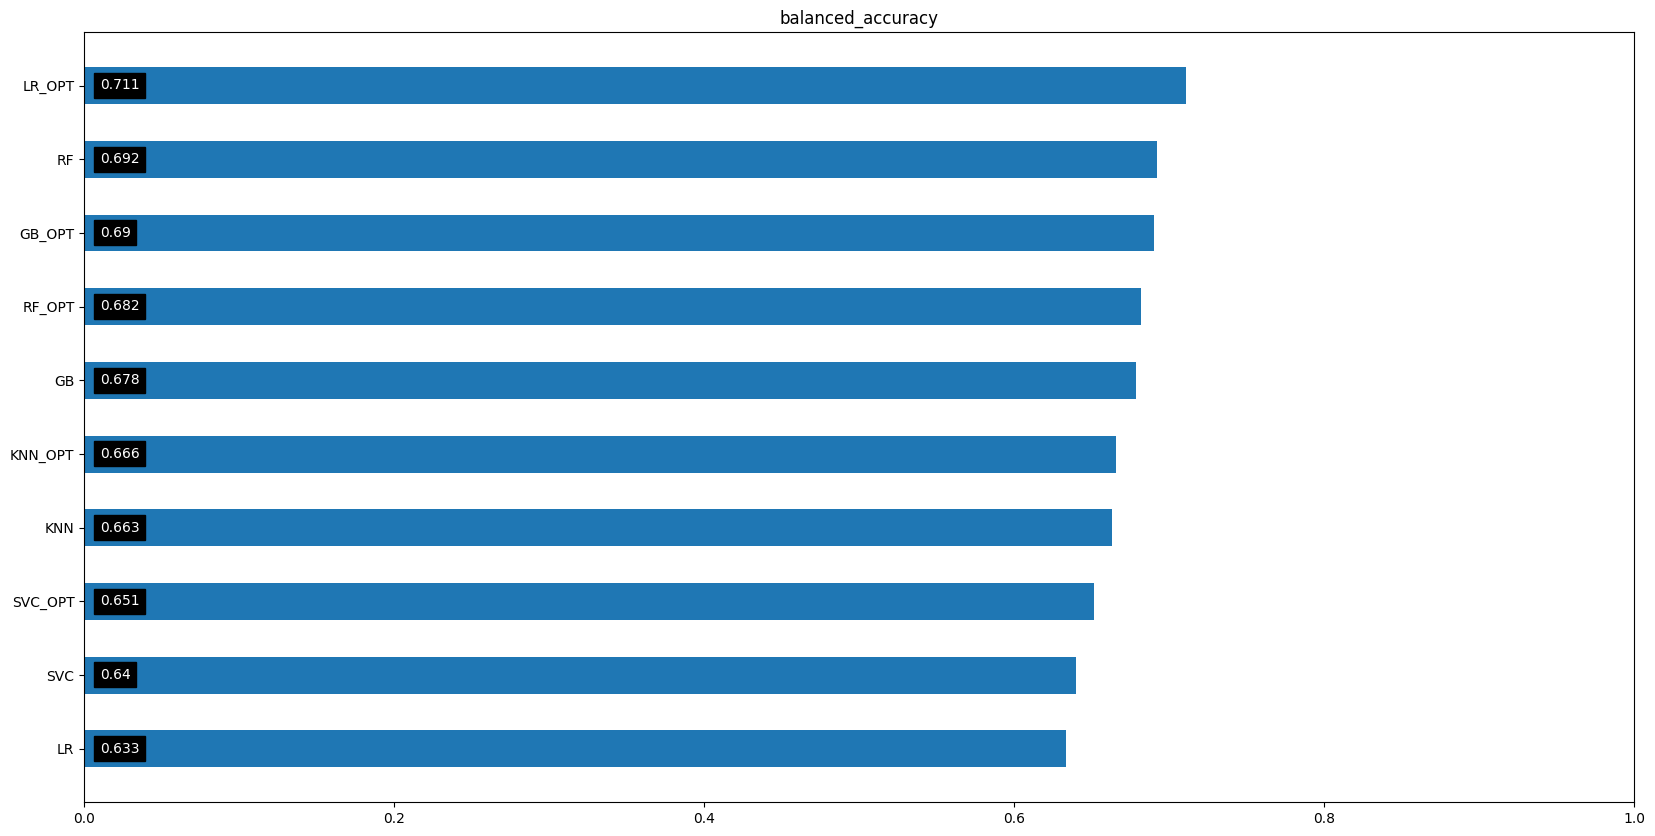 balanced_accuracy
LR_OPT 0.711
RF 0.692
GB_OPT 0.69
RF_OPT 0.682
GB 0.678
KNN_OPT 0.666
KNN 0.663
SVC_OPT 0.651
SVC 0.64
LR 0.633
0.0 0.2 0.4 0.6 0.8 1.0